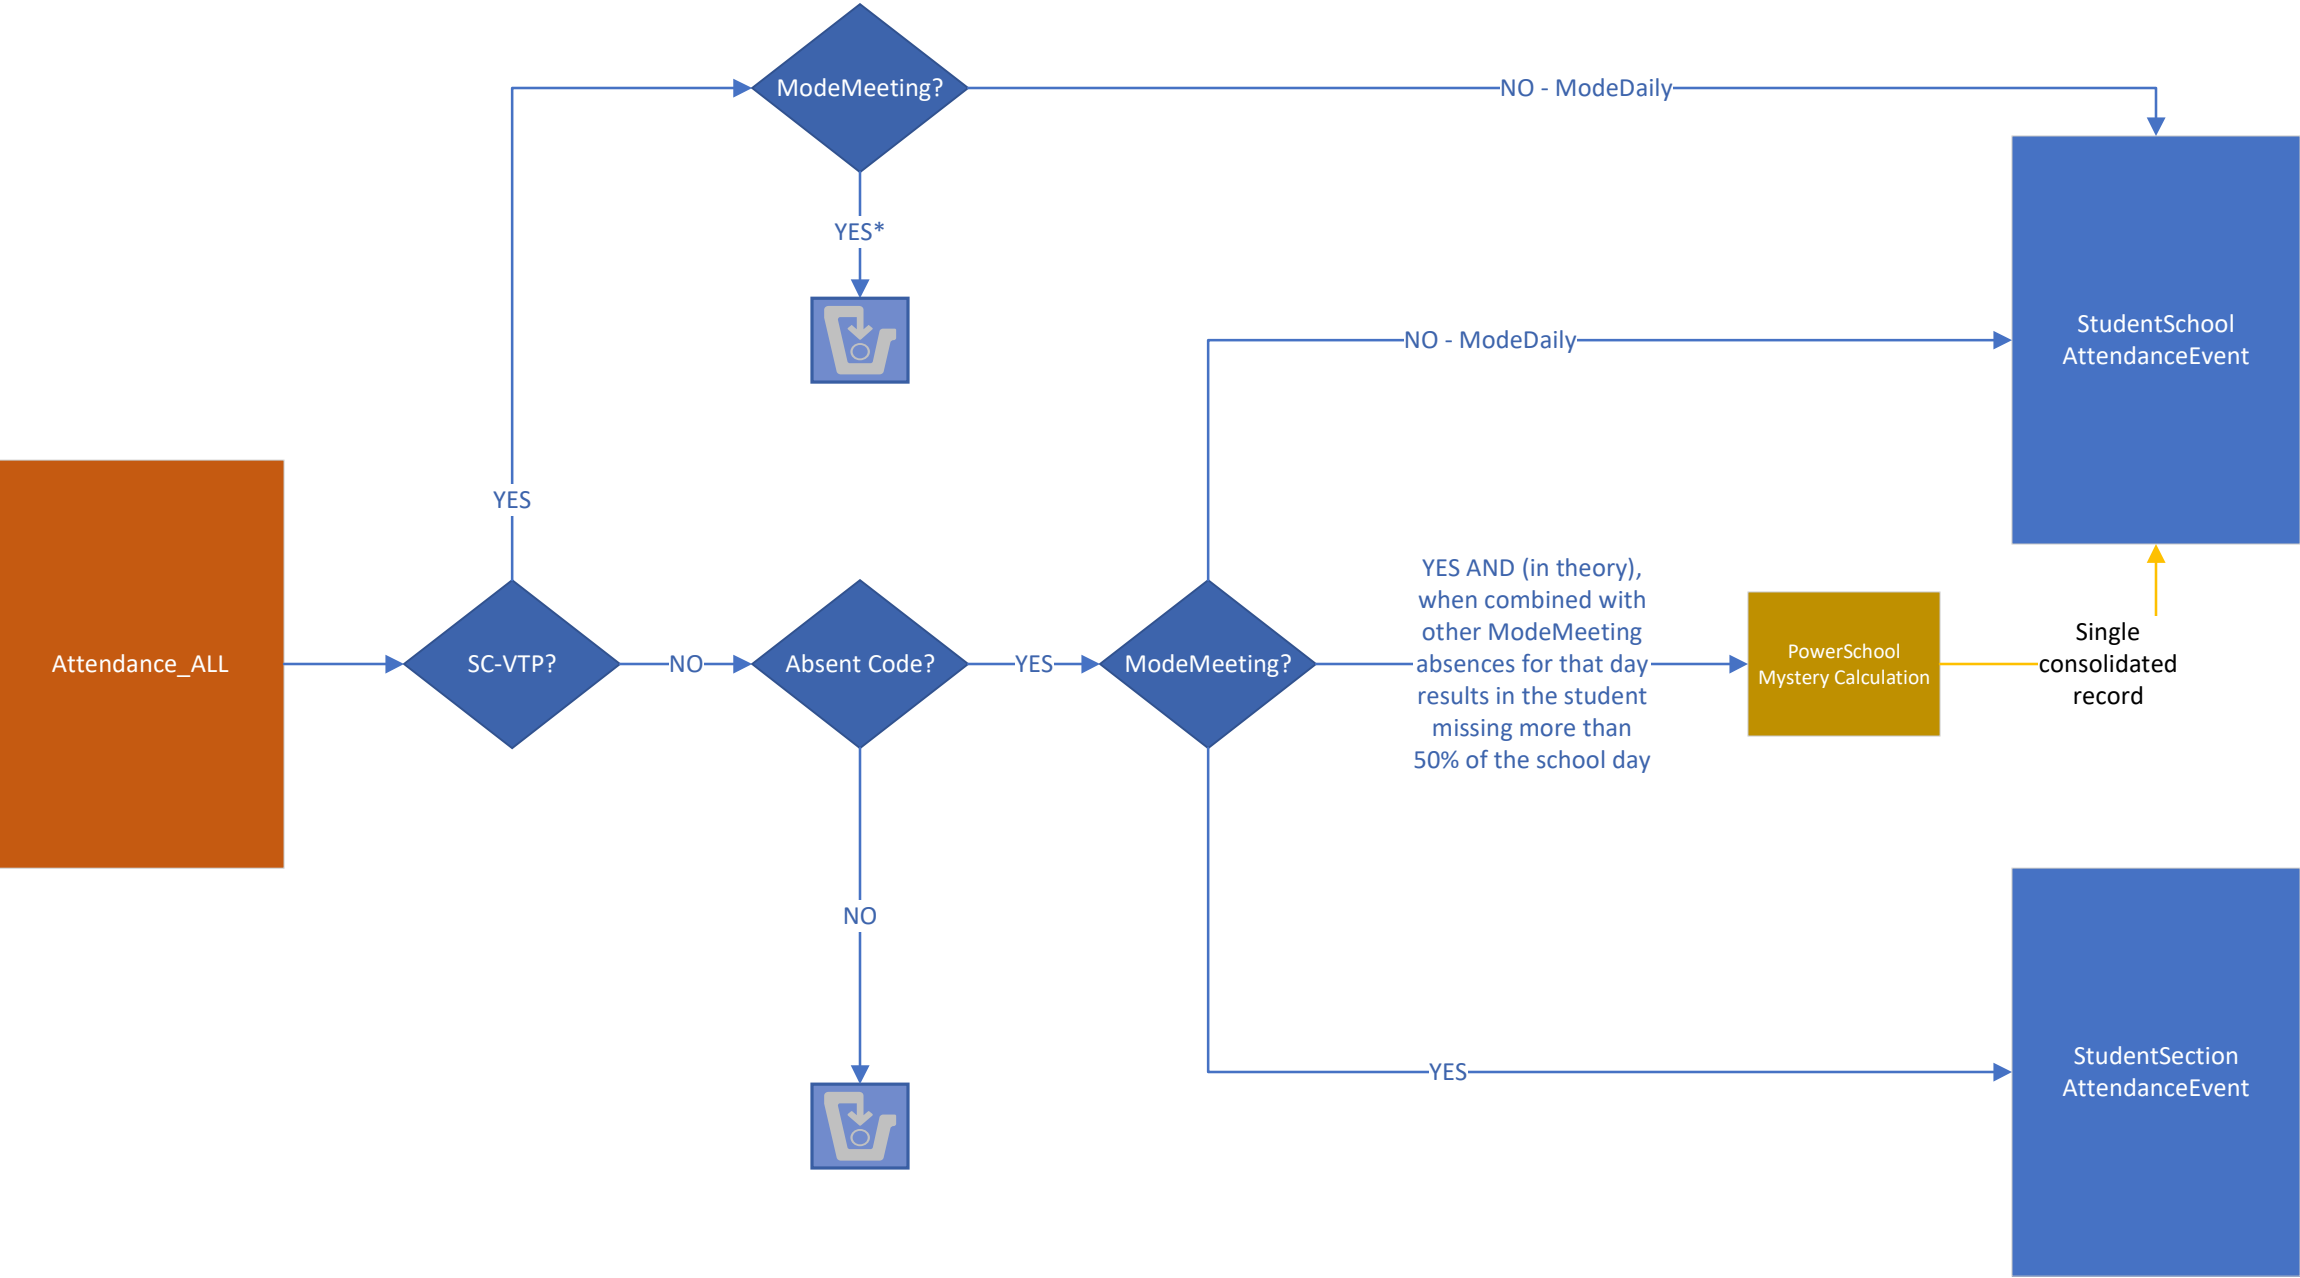 ModeMeeting?
NO - ModeDaily
YES*
StudentSchool
AttendanceEvent
NO - ModeDaily
YES
Attendance_ALL
SC-VTP?
NO
Absent Code?
YES
ModeMeeting?
YES AND (in theory),
when combined with
other ModeMeeting
absences for that day
results in the student
missing more than
50% of the school day
PowerSchool
Mystery Calculation
Single
consolidated
record
NO
YES
StudentSection
AttendanceEvent